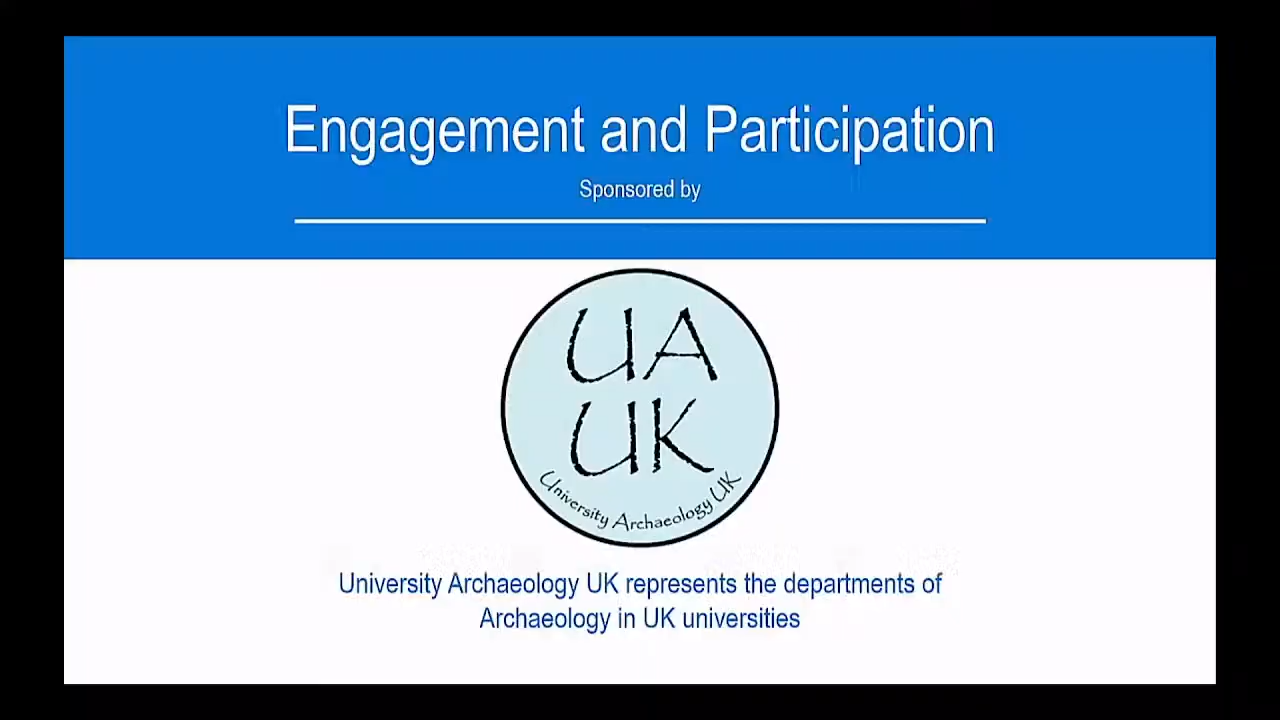 Engagement and Participation
Sponsored by
UA
UK
University Archaeology UK
University Archaeology UK represents the departments of
Archaeology in UK universities